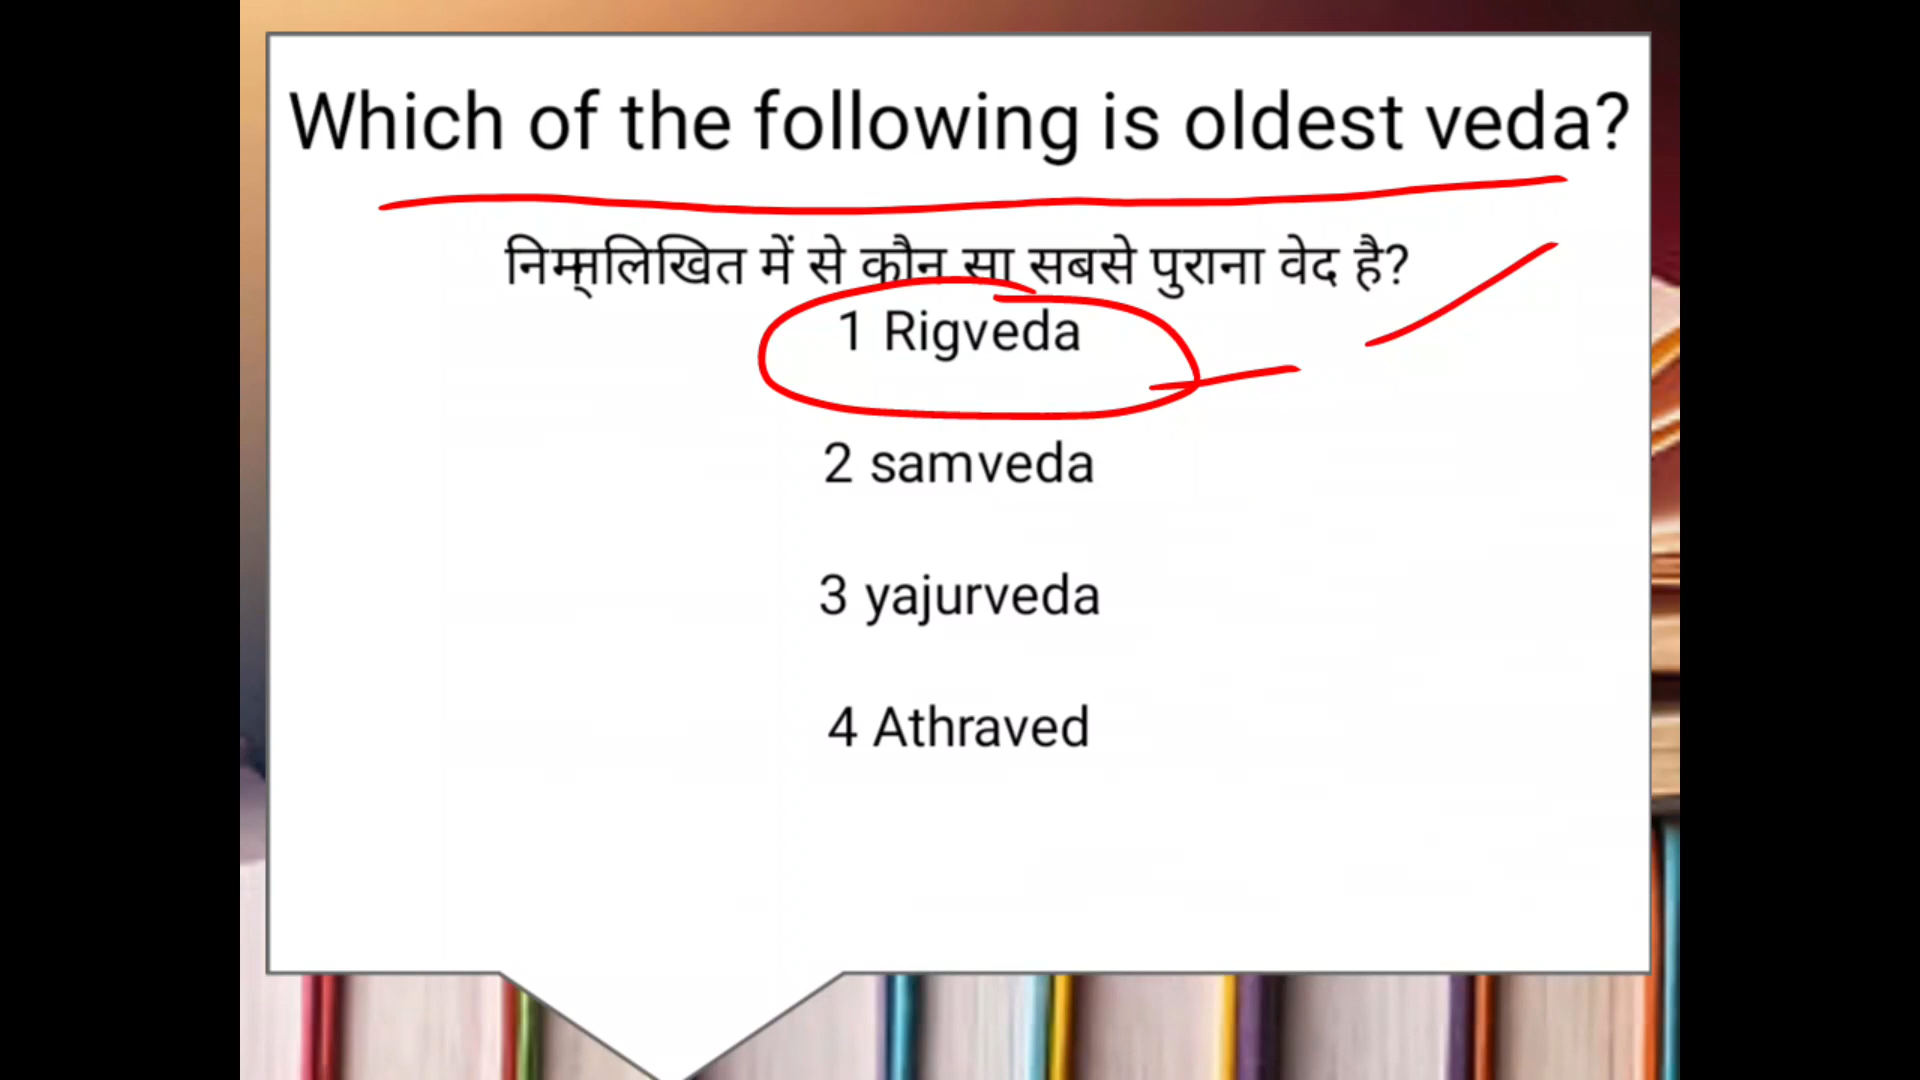 Which of the following is oldest veda?
निम्नलिखित में से कौन सा सबसे पुराना वेद है?
1 Rigveda
2 samveda
3 yajurveda
4 Athraved